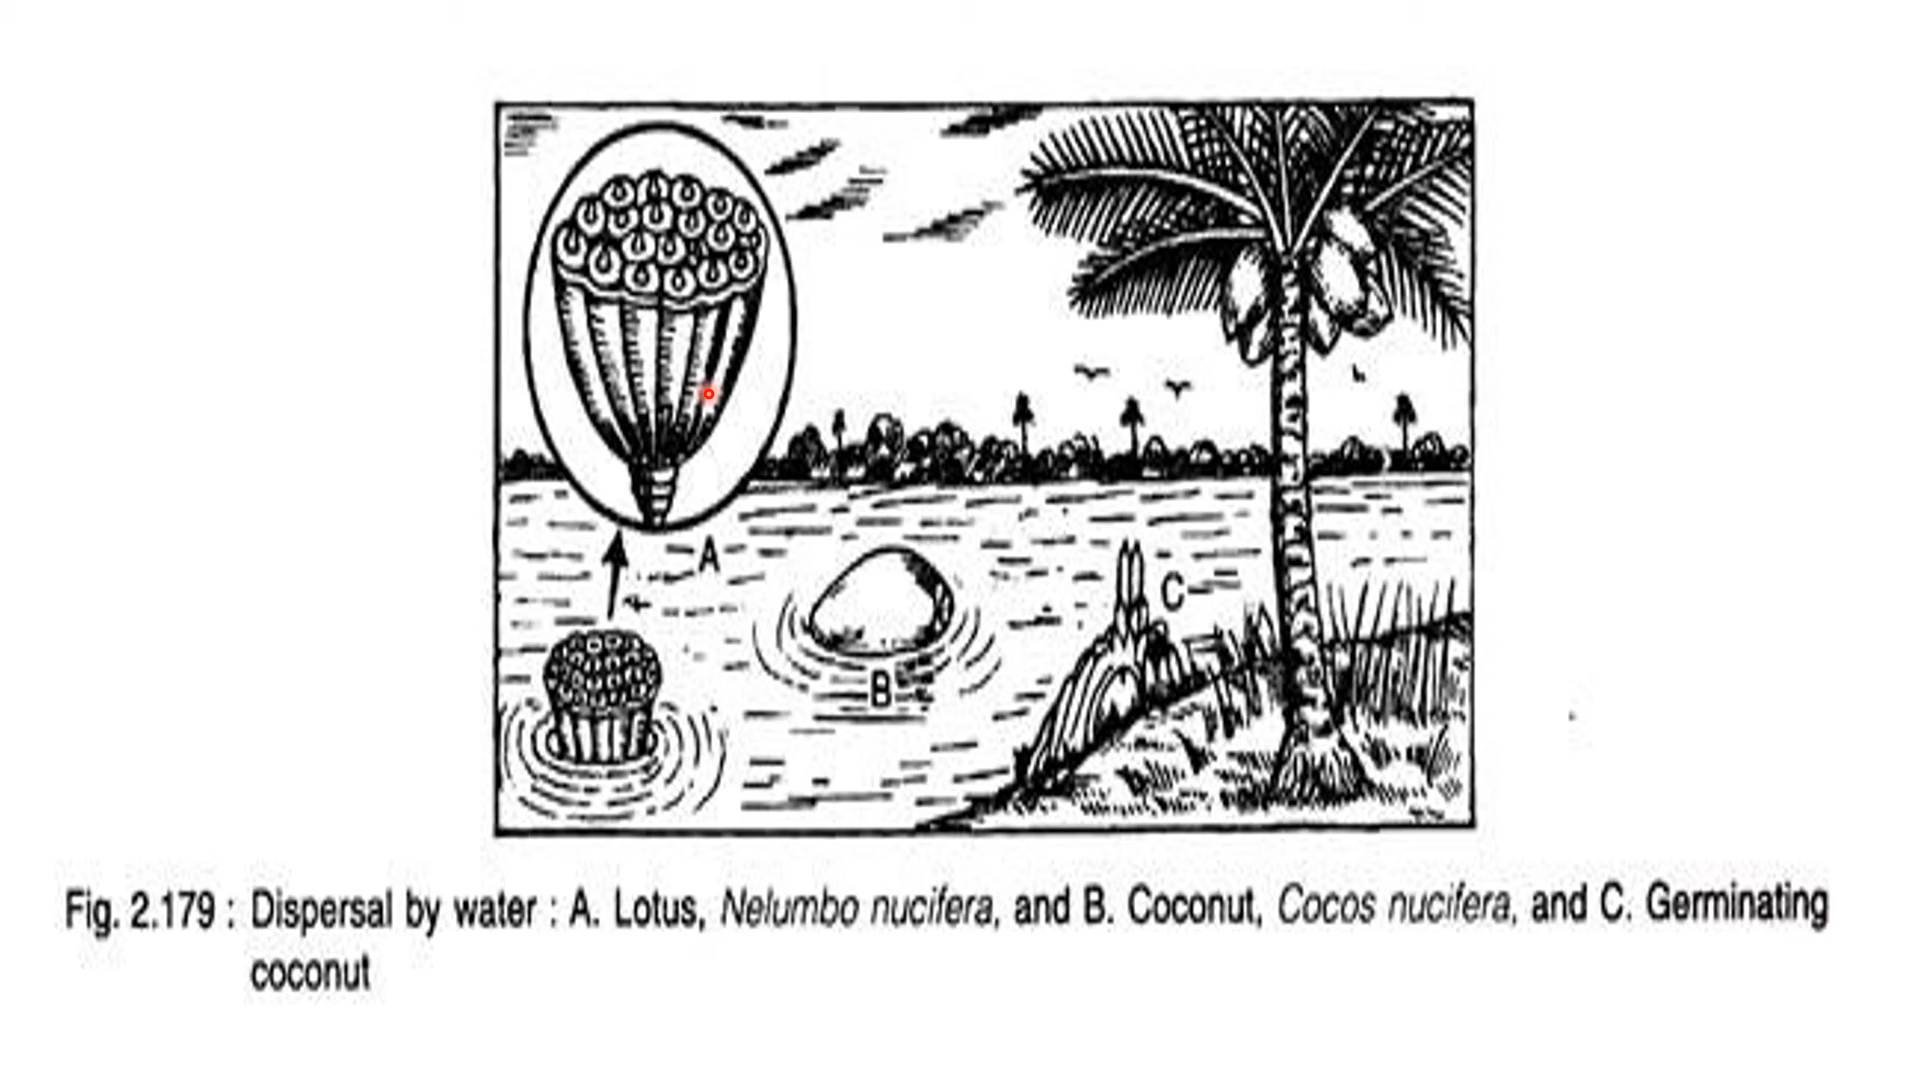 A
C
B
Fig. 2.179 : Dispersal by water : A. Lotus, Nelumbo nucifera, and B. Coconut, Cocos nucifera, and C. Germinating
coconut